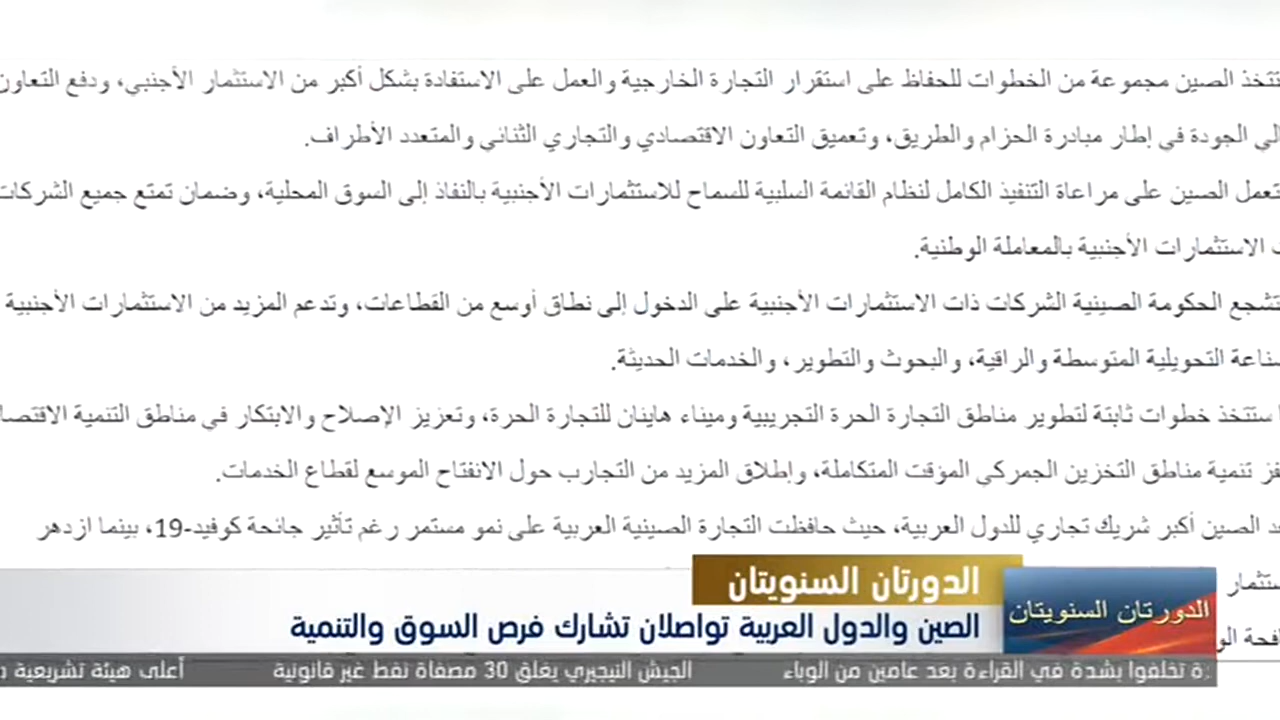 تتخذ الصين مجموعة من الخطوات للحفاظ على استقرار التجارة الخارجية والعمل على الاستفادة بشكل أكبر من الاستثمار الأجنبي، ودفع التعاون
لي الجودة في إطار مبادرة الحزام والطريق، وتعميق التعاون الاقتصادي والتجاري الثنائي والمتعدد الأطراف.
تعمل الصين على مراعاة التنفيذ الكامل لنظام القائمة السلبية للسماح للاستثمارات الأجنبية بالنفاذ إلى السوق المحلية، وضمان تمتع جميع الشركات
ت الاستثمارات الأجنبية بالمعاملة الوطنية.
تشجع الحكومة الصينية الشركات ذات الاستثمارات الأجنبية على الدخول إلى نطاق أوسع من القطاعات، وتدعم المزيد من الاستثمارات الأجنبية
صناعة التحويلية المتوسطة والراقية، والبحوث والتطوير، والخدمات الحديثة.
ا ستتخذ خطوات ثابتة لتطوير مناطق التجارة الحرة التجريبية وميناء هاينان للتجارة الحرة، وتعزيز الإصلاح والابتكار في مناطق التنمية الاقتصا
فز تنمية مناطق التخزين الجمركي المؤقت المتكاملة، وإطلاق المزيد من التجارب حول الانفتاح الموسع لقطاع الخدمات.
د الصين أكبر شريك تجاري للدول العربية، حيث حافظت التجارة الصينية العربية على نمو مستمر رغم تأثير جائحة كوفيد-19، بينما ازدهر
ستثمار
افحة الو
الدورتان السنويتان
الدورتان السنويتان
الصين والدول العربية تواصلان تشارك فرص السوق والتنمية
ة تخلفوا بشدة في القراءة بعد عامين من الوباء
الجيش النيجيري يغلق 30 مصفاة نفط غير قانونية
أعلى هيئة تشريعية